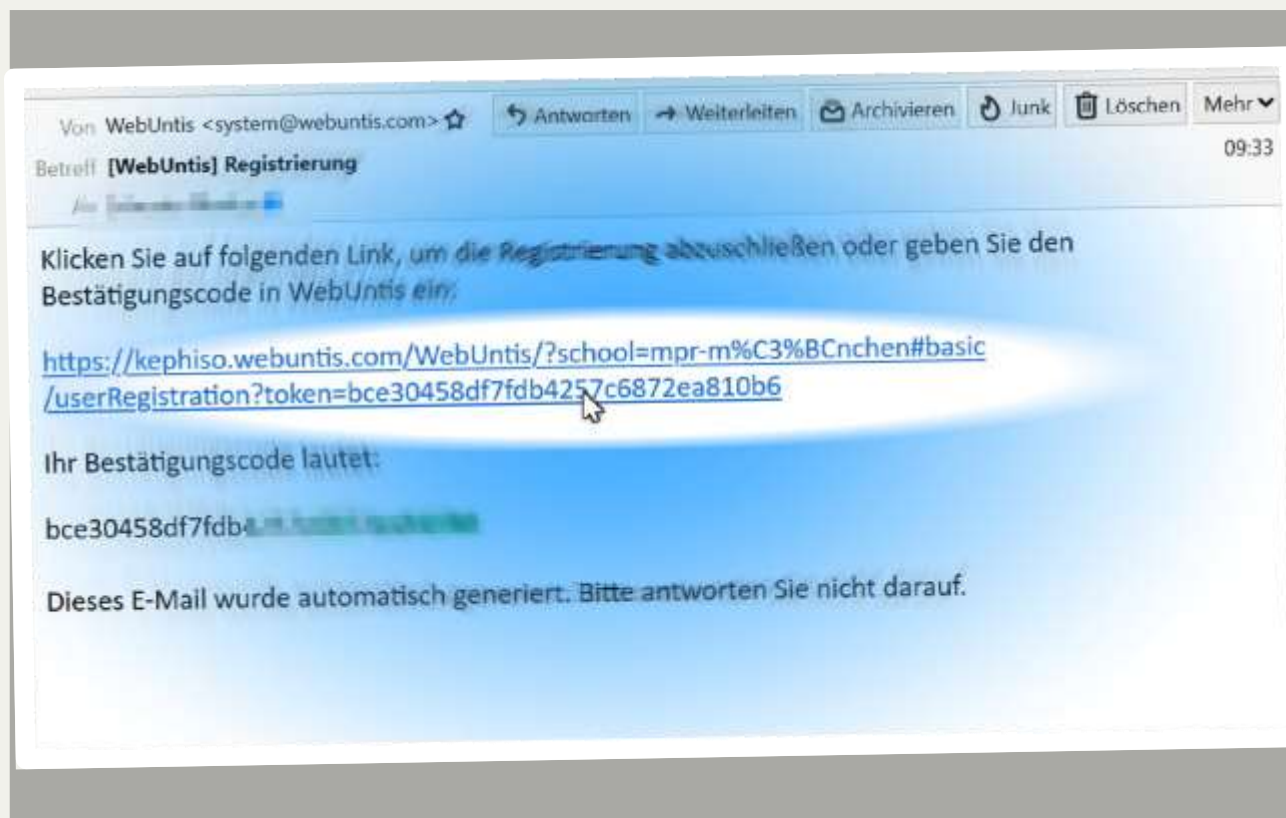 Von WebUntis <system@webuntis.com> Antworten Weiterleiten Archivieren Junk Löschen Mehr
Betreff [WebUntis] Registrierung 09:33
An
Klicken Sie auf folgenden Link, um die Registrierung abzuschließen oder geben Sie den
Bestätigungscode in WebUntis ein:
https://kephiso.webuntis.com/WebUntis/?school=mpr-m%C3%BCnchen#basic
/userRegistration?token=bce30458df7fdb4257c6872ea810b6
Ihr Bestätigungscode lautet:
bce30458df7fdb
Dieses E-Mail wurde automatisch generiert. Bitte antworten Sie nicht darauf.